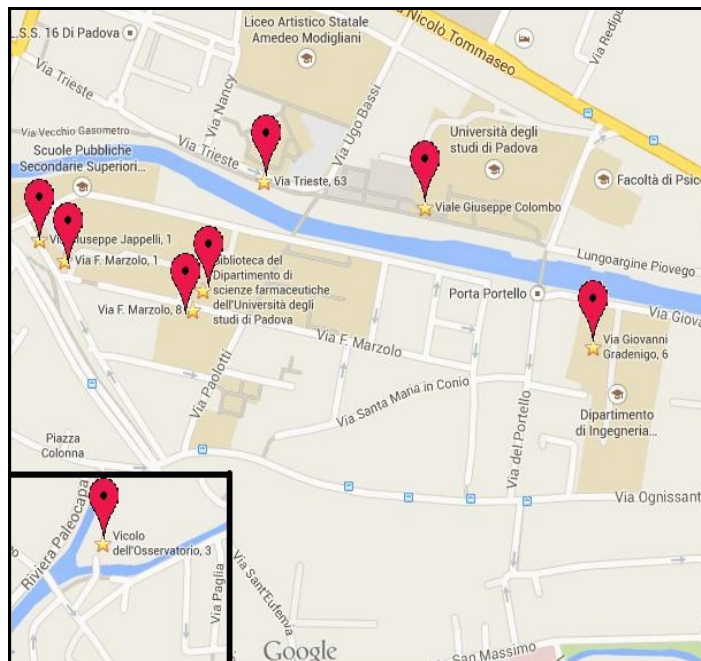 L.S.S. 16 Di Padova
Liceo Artistico Statale
Amedeo Modigliani
Nicolò Tommaseo
Via Redipu
Via Trieste
Via Nancy
Via Ugo Bassi
Via Vecchio Gasometro
Scuole Pubbliche
Secondarie Superiori...
Via Trieste
Via Trieste, 63
Università degli
studi di Padova
Viale Giuseppe Colombo
Facoltà di Psico
Giuseppe Jappelli, 1
Via F. Marzolo, 1
Biblioteca del
Dipartimento di
scienze farmaceutiche
dell'Università degli
studi di Padova
Via F. Marzolo, 8
Lungoargine Piovego
Porta Portello
Via Giova
Via F. Marzolo
Via Giovanni
Gradenigo, 6
Via Paolotti
Via Santa Maria in Conio
Dipartimento
di Ingegneria...
Piazza
Colonna
Via del Portello
Via Ognissant
Riviera Paleocapa
Vicolo
dell'Osservatorio, 3
Via Paglia
Via Sant'Eufemia
Google
San Massimo